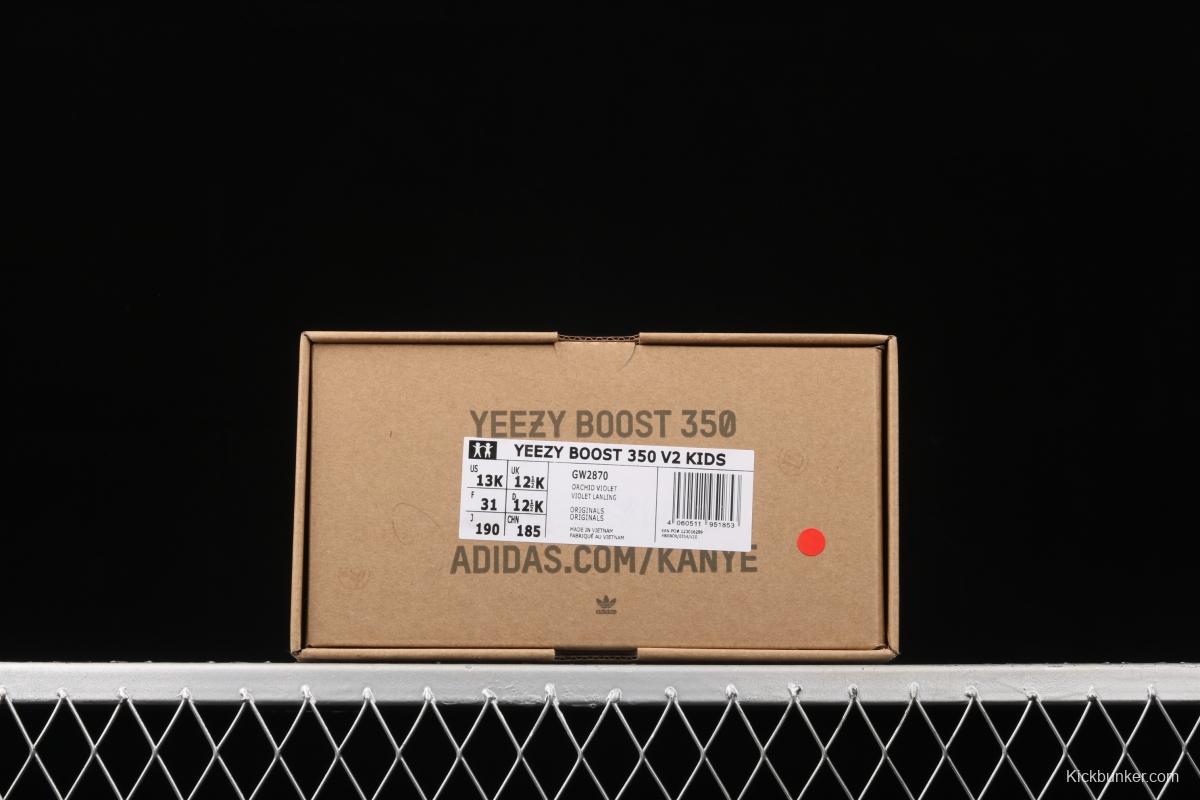 YEEZY BOOST 350
YEEZY BOOST 350 V2 KIDS
US 13K UK 12½K
F 31 D 12½K
J 190 CHN 185
GW2870
ORCHID VIOLET
VIOLET LANLING
ORIGINALS
ORIGINALS
MADE IN VIETNAM
FABRIQUÉ AU VIETNAM
4 060511 951853
ADIDAS.COM/KANYE
adidas
Kickbunker.com